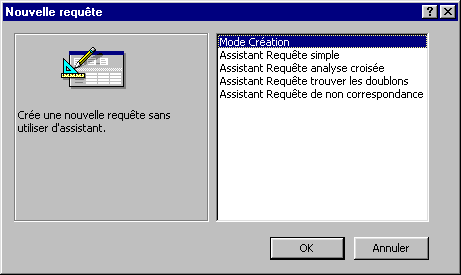 Nouvelle requête
Crée une nouvelle requête sans
utiliser d'assistant.
Mode Création
Assistant Requête simple
Assistant Requête analyse croisée
Assistant Requête trouver les doublons
Assistant Requête de non correspondance
OK
Annuler